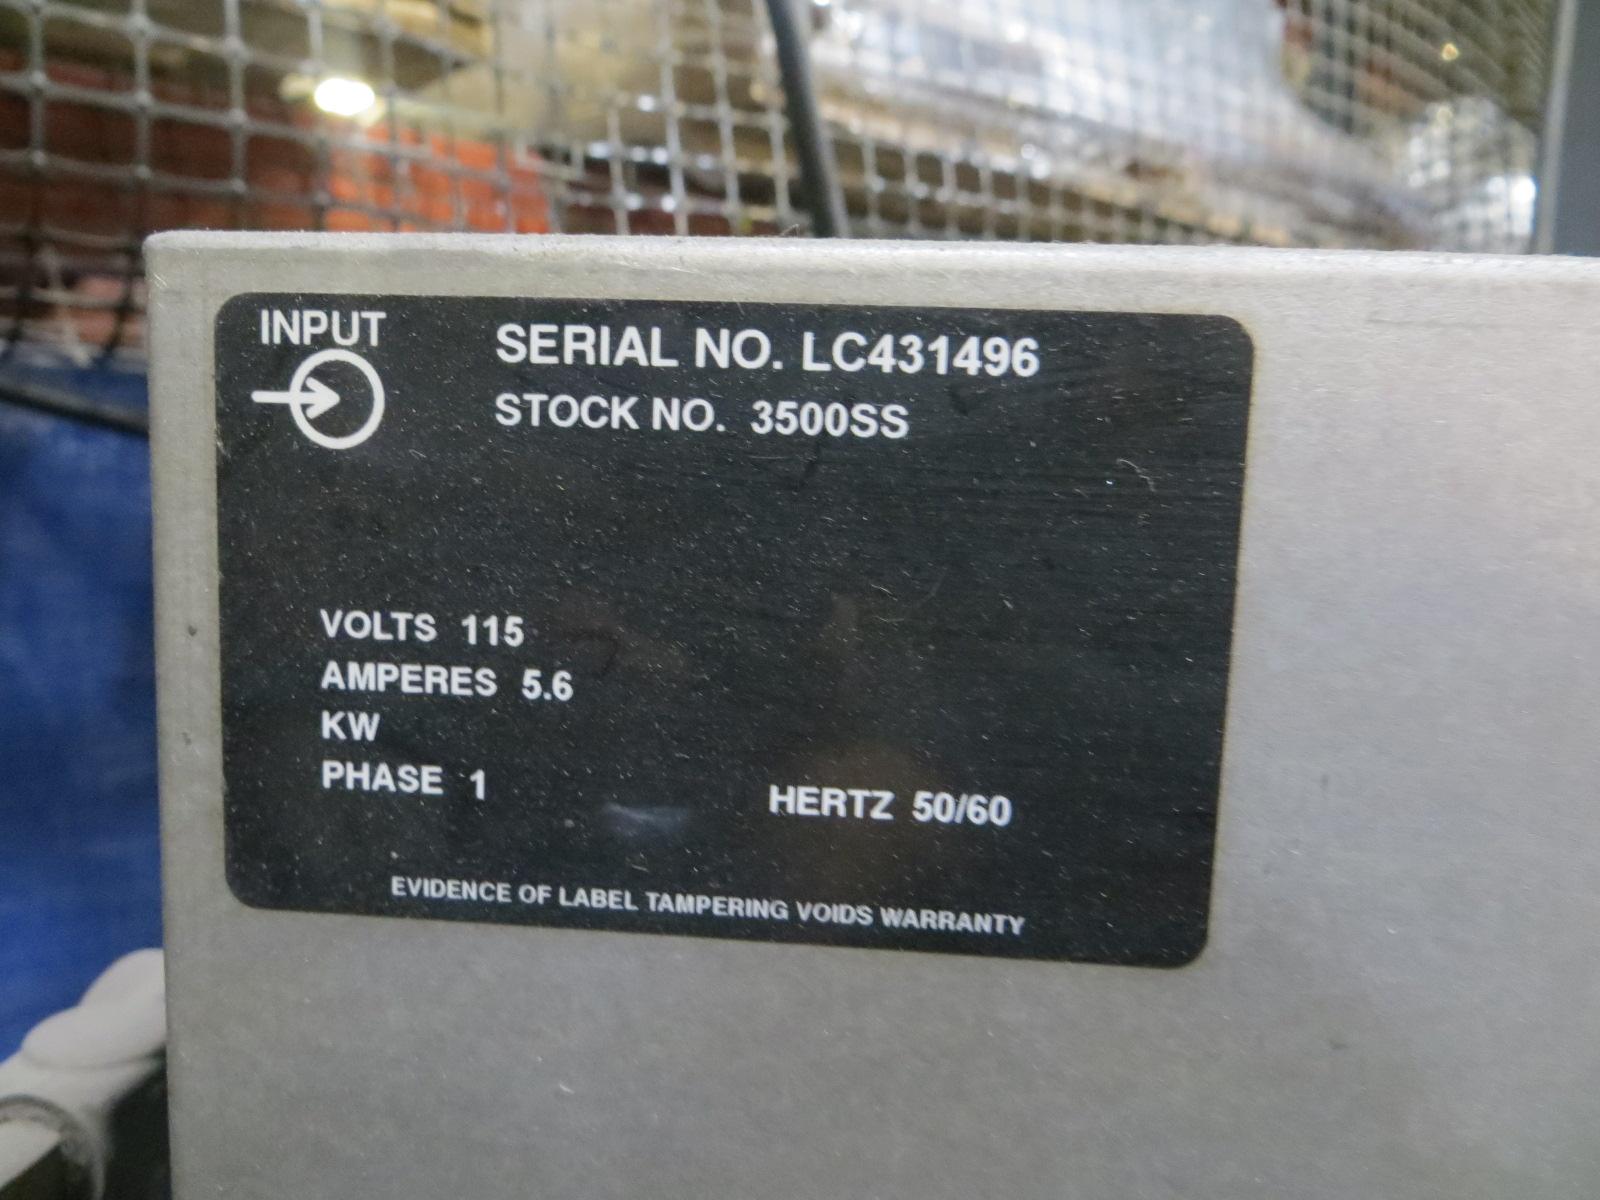 INPUT
SERIAL NO. LC431496
STOCK NO. 3500SS
VOLTS 115
AMPERES 5.6
KW
PHASE 1
HERTZ 50/60
EVIDENCE OF LABEL TAMPERING VOIDS WARRANTY